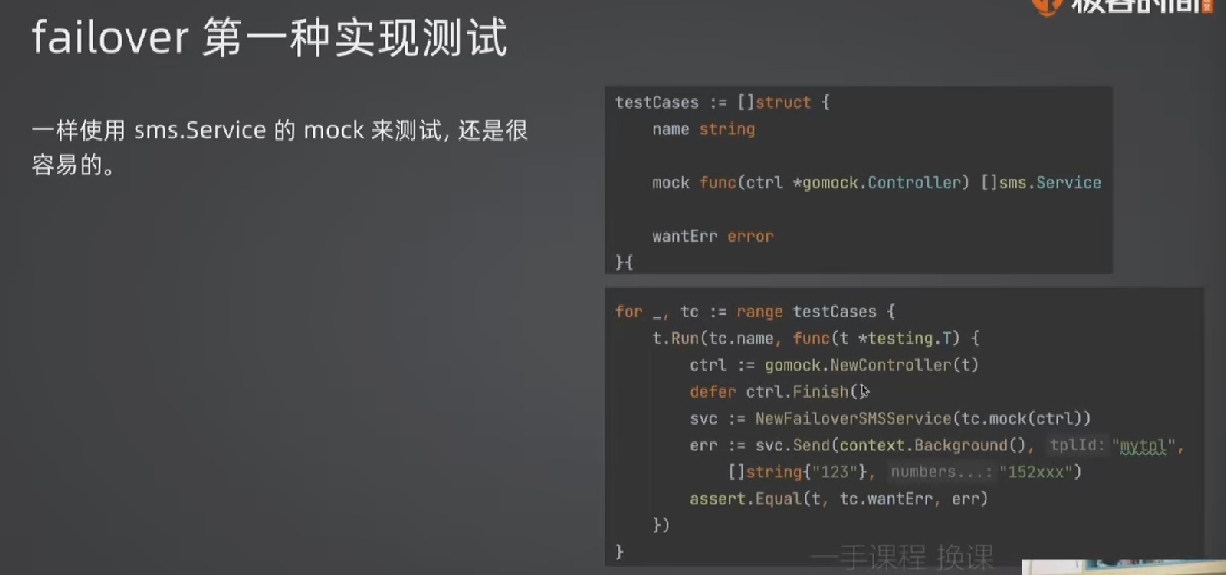 failover 第一种实现测试
极客时间
一样使用 sms.Service 的 mock 来测试, 还是很
容易的。
testCases := []struct {
name string
mock func(ctrl *gomock.Controller) []sms.Service
wantErr error
}{
for _, tc := range testCases {
t.Run(tc.name, func(t *testing.T) {
ctrl := gomock.NewController(t)
defer ctrl.Finish()
svc := NewFailoverSMSService(tc.mock(ctrl))
err := svc.Send(context.Background(), tplId: "mytpl",
[]string{"123"}, numbers...: "152xxx")
assert.Equal(t, tc.wantErr, err)
})
}
一手课程 换课